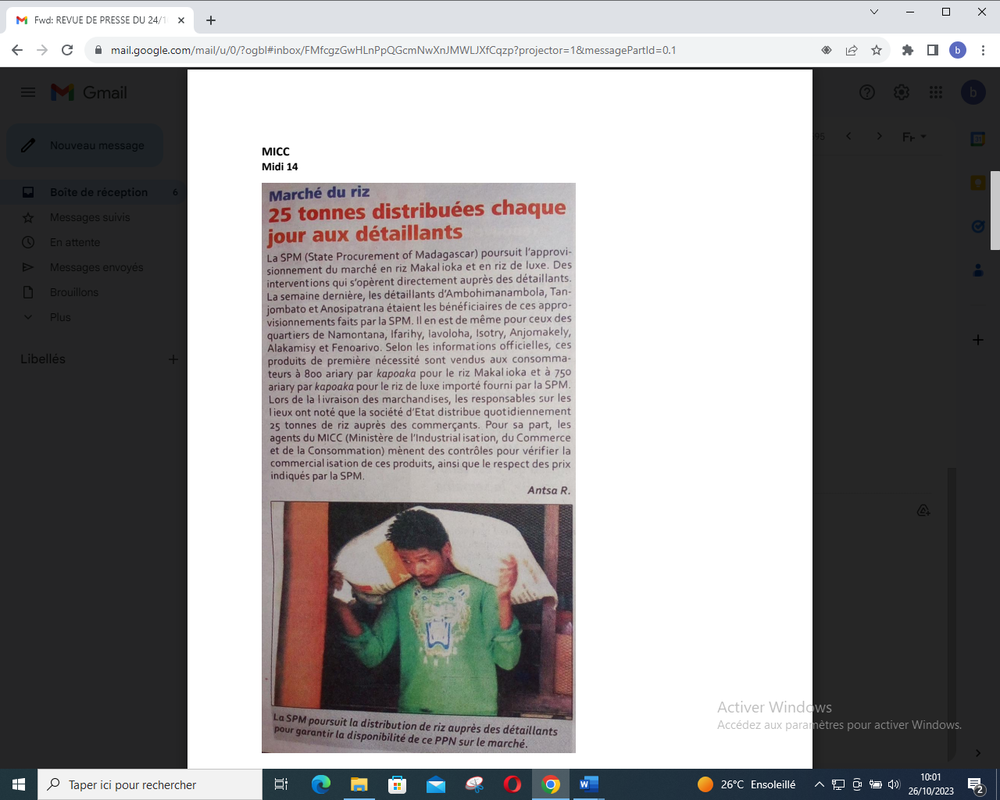 Fwd: REVUE DE PRESSE DU 24/1
mail.google.com/mail/u/0/?ogbl#inbox/FMfcgzGwHLnPpQGcmNwXnJMWLJXfCqzp?projector=1&messagePartId=0.1
b
Gmail
b
Nouveau message
Boîte de réception 6
Messages suivis
En attente
Messages envoyés
Brouillons
Plus
Libellés
MICC
Midi 14
Marché du riz
25 tonnes distribuées chaque
jour aux détaillants
La SPM (State Procurement of Madagascar) poursuit l'approvi-
sionnement du marché en riz Makalioka et en riz de luxe. Des
interventions qui s'opèrent directement auprès des détaillants.
La semaine dernière, les détaillants d'Ambohimanambola, Tan-
jombato et Anosipatrana étaient les bénéficiaires de ces appro-
visionnements faits par la SPM. Il en est de même pour ceux des
quartiers de Namontana, Ifarihy, Iavoloha, Isotry, Anjomakely,
Alakamisy et Fenoarivo. Selon les informations officielles, ces
produits de première nécessité sont vendus aux consomma-
teurs à 800 ariary par kapoaka pour le riz Makalioka et à 750
ariary par kapoaka pour le riz de luxe importé fourni par la SPM.
Lors de la livraison des marchandises, les responsables sur les
lieux ont noté que la société d'Etat distribue quotidiennement
25 tonnes de riz auprès des commerçants. Pour sa part, les
agents du MICC (Ministère de l'Industrialisation, du Commerce
et de la Consommation) mènent des contrôles pour vérifier la
commercialisation de ces produits, ainsi que le respect des prix
indiqués par la SPM.
Antsa R.
La SPM poursuit la distribution de riz auprès des détaillants
pour garantir la disponibilité de ce PPN sur le marché.
Activer Windows
Accédez aux paramètres pour activer Windows.
Taper ici pour rechercher
26°C Ensoleillé
10:01
26/10/2023
2